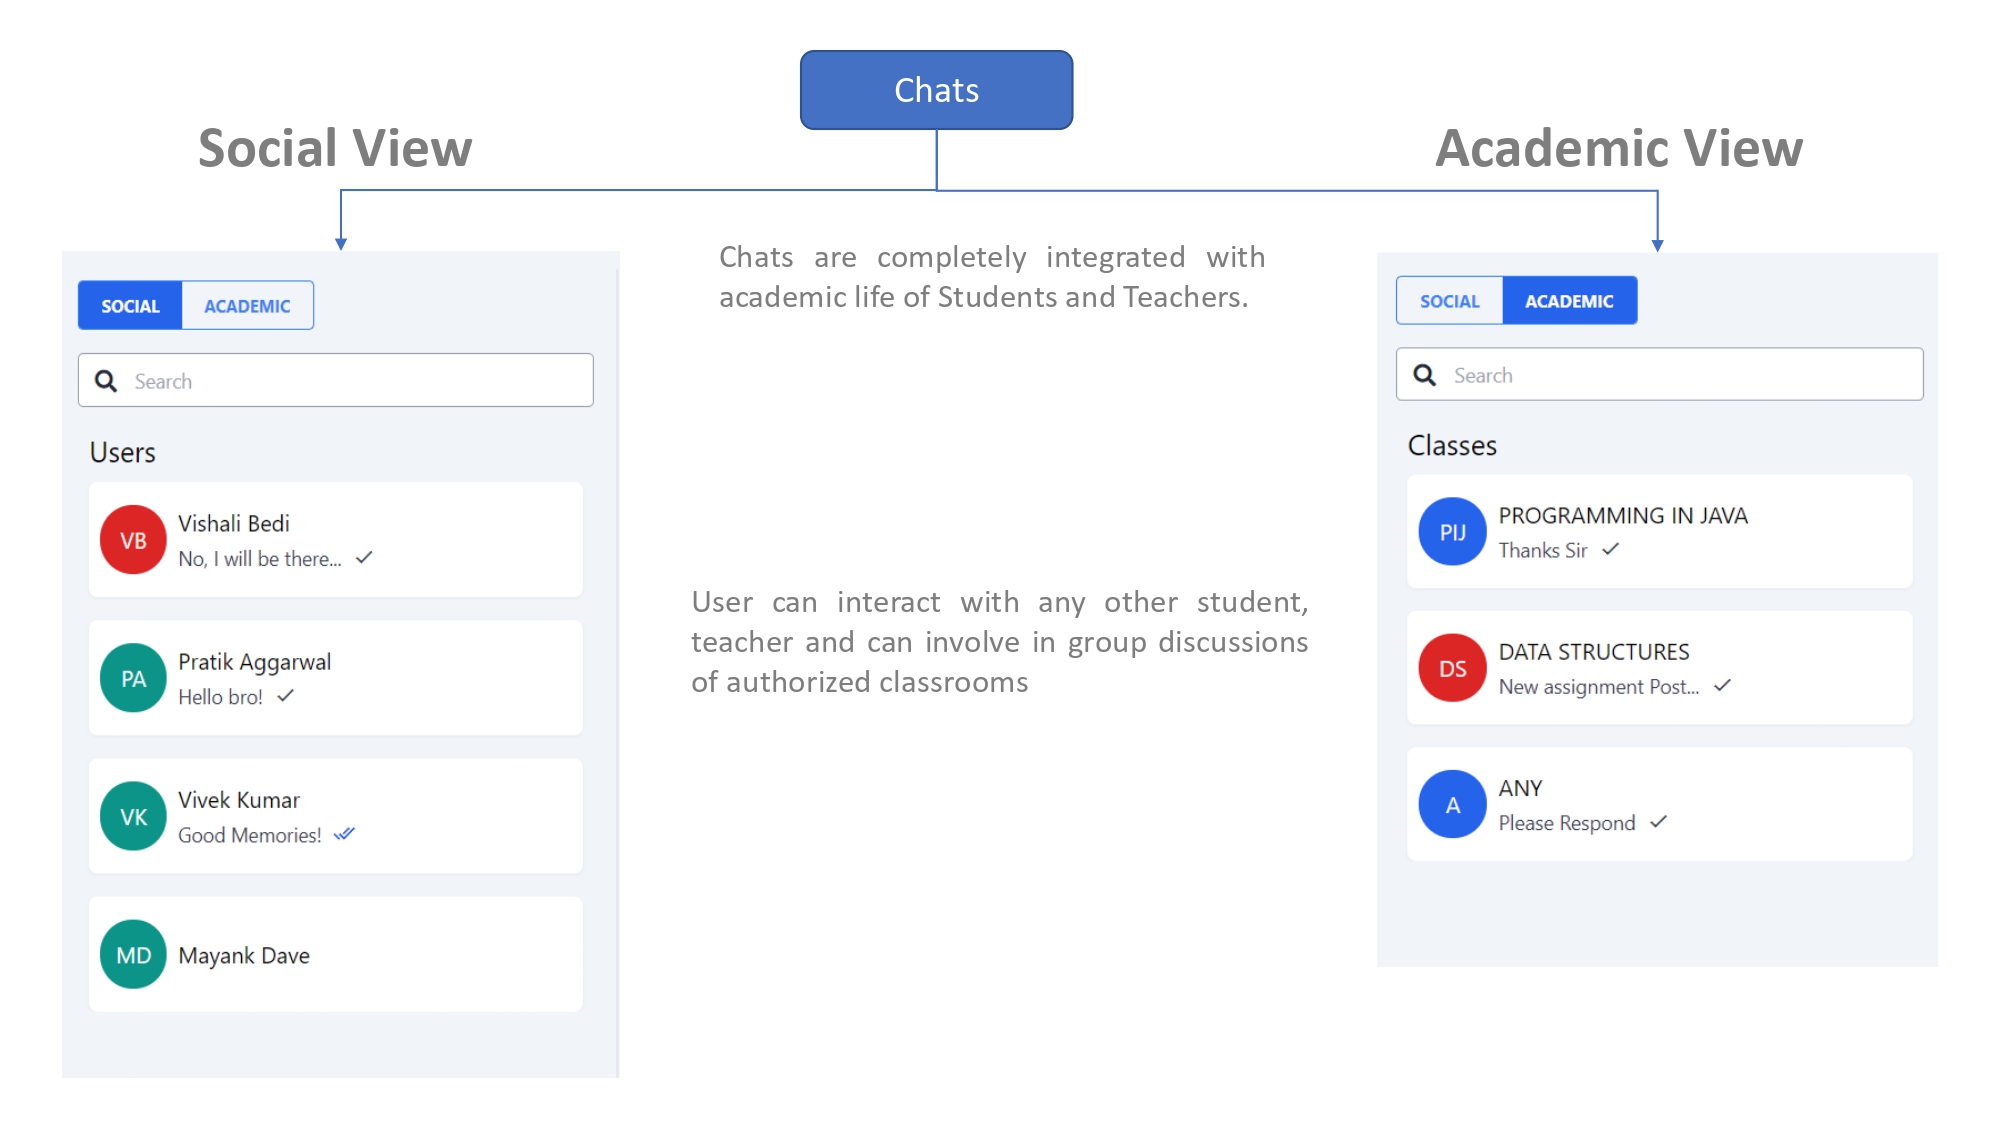 Chats
Social View
Academic View
Chats are completely integrated with
academic life of Students and Teachers.
User can interact with any other student,
teacher and can involve in group discussions
of authorized classrooms
SOCIAL ACADEMIC
Search
Users
VB
Vishali Bedi
No, I will be there...
PA
Pratik Aggarwal
Hello bro!
VK
Vivek Kumar
Good Memories!
MD
Mayank Dave
SOCIAL ACADEMIC
Search
Classes
PIJ
PROGRAMMING IN JAVA
Thanks Sir
DS
DATA STRUCTURES
New assignment Post...
A
ANY
Please Respond